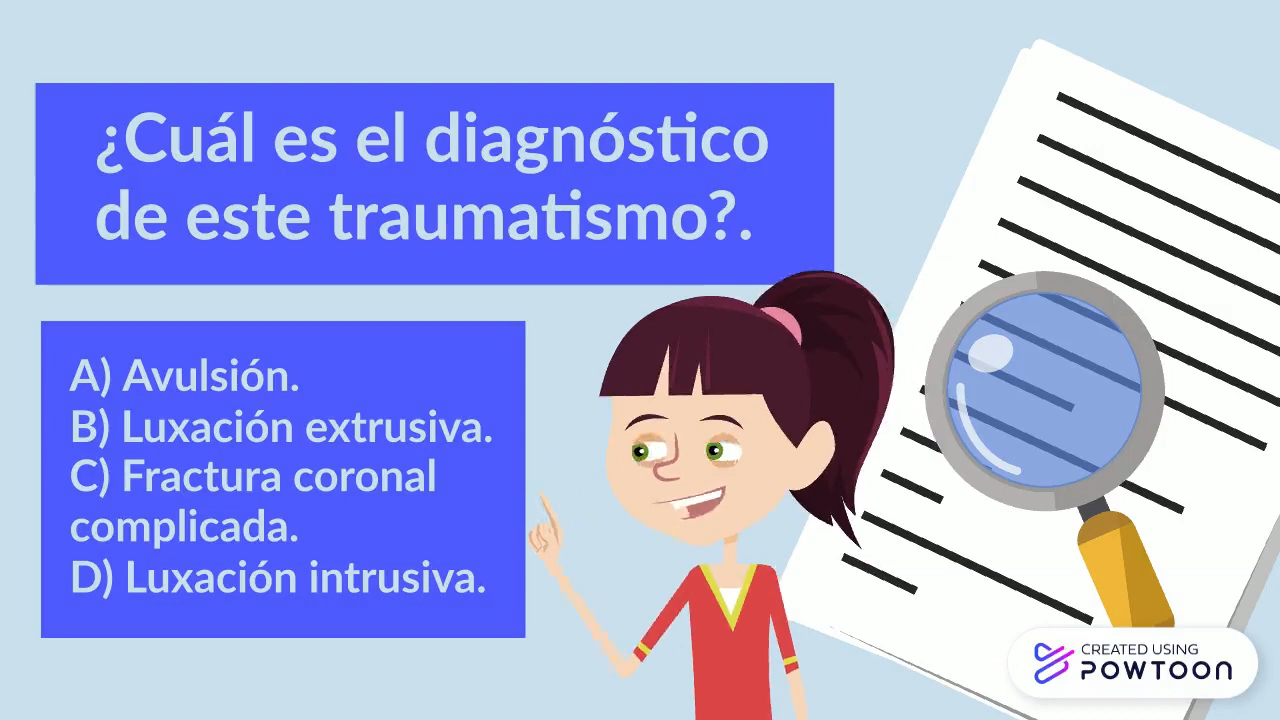 ¿Cuál es el diagnóstico
de este traumatismo?.
A) Avulsión.
B) Luxación extrusiva.
C) Fractura coronal
complicada.
D) Luxación intrusiva.
CREATED USING
POWTOON